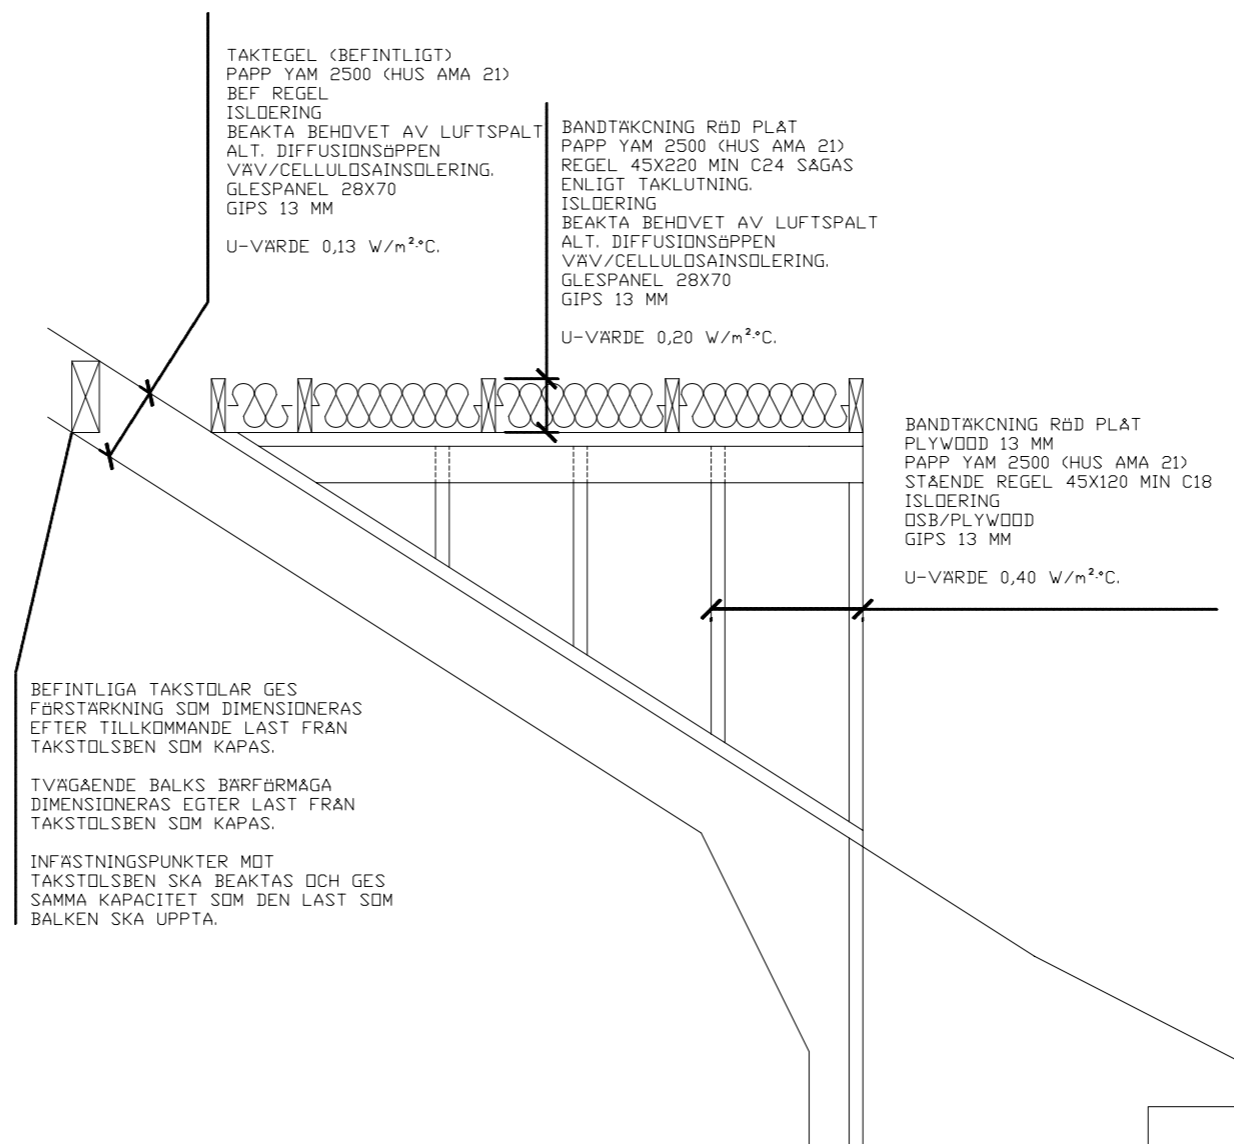 TAKTEGEL (BEFINTLIGT)
PAPP YAM 2500 (HUS AMA 21)
BEF REGEL
ISLOERING
BEAKTA BEHOVET AV LUFTSPALT
ALT. DIFFUSIONSÖPPEN
VÄV/CELLULOSAINSOLERING.
GLESPANEL 28X70
GIPS 13 MM
U-VÄRDE 0,13 W/m²·°C.
BANDTÄKCNING RÖD PLÅT
PAPP YAM 2500 (HUS AMA 21)
REGEL 45X220 MIN C24 SÅGAS
ENLIGT TAKLUTNING.
ISLOERING
BEAKTA BEHOVET AV LUFTSPALT
ALT. DIFFUSIONSÖPPEN
VÄV/CELLULOSAINSOLERING.
GLESPANEL 28X70
GIPS 13 MM
U-VÄRDE 0,20 W/m²·°C.
BANDTÄKCNING RÖD PLÅT
PLYWOOD 13 MM
PAPP YAM 2500 (HUS AMA 21)
STÅENDE REGEL 45X120 MIN C18
ISLOERING
OSB/PLYWOOD
GIPS 13 MM
U-VÄRDE 0,40 W/m²·°C.
BEFINTLIGA TAKSTOLAR GES
FÖRSTÄRKNING SOM DIMENSIONERAS
EFTER TILLKOMMANDE LAST FRÅN
TAKSTOLSBEN SOM KAPAS.
TVÄGÅENDE BALKS BÄRFÖRMÅGA
DIMENSIONERAS EGTER LAST FRÅN
TAKSTOLSBEN SOM KAPAS.
INFÄSTNINGSPUNKTER MOT
TAKSTOLSBEN SKA BEAKTAS OCH GES
SAMMA KAPACITET SOM DEN LAST SOM
BALKEN SKA UPPTA.